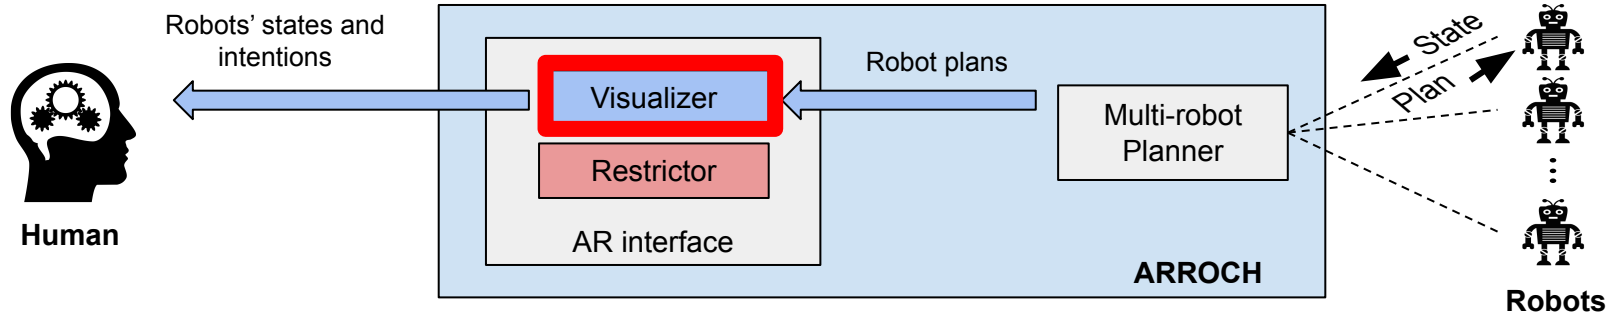 Robots' states and
intentions
Human
Visualizer
Restrictor
AR interface
Robot plans
Multi-robot
Planner
ARROCH
State
Plan
Robots